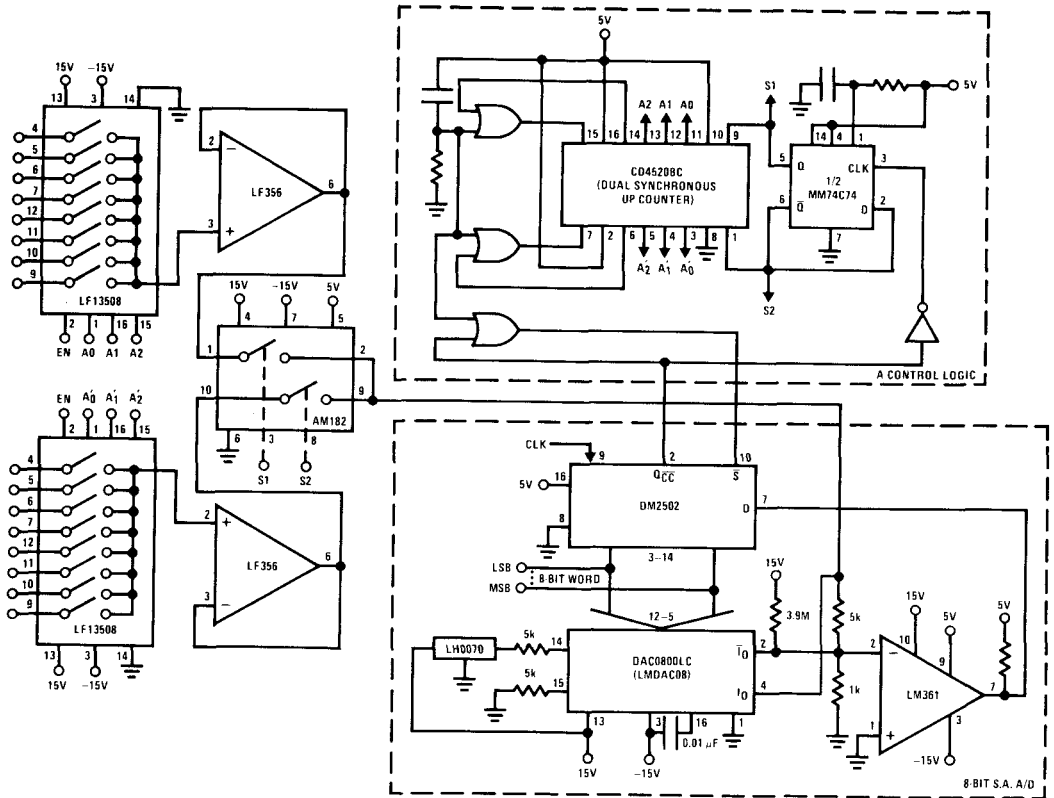 15V
-15V
13
3
14
4
5
6
7
12
11
10
9
LF13508
2
1
16
15
EN
A0
A1
A2
2
−
LF356
6
3
+
15V
-15V
5V
4
7
5
1
2
10
9
AM182
6
3
8
S1
S2
EN
A'0
A'1
A'2
2
1
16
15
4
5
6
7
12
11
10
9
LF13508
13
3
14
15V
-15V
2
+
LF356
6
3
−
5V
A2
A1
A0
S1
15
16
14
13
12
11
10
9
CD4520BC
(DUAL SYNCHRONOUS
UP COUNTER)
7
2
6
5
4
3
8
1
A'2
A'1
A'0
S2
5V
14
4
1
5
Q
CLK
3
1/2
MM74C74
6
Q̅
D
2
7
A CONTROL LOGIC
CLK
9
2
10
QC̅C̅
S̅
5V
16
DM2502
D
7
8
3–14
LSB
8-BIT WORD
MSB
12–5
15V
3.9M
5k
LH0070
5k
14
5k
15
DAC0800LC
(LMDAC08)
I̅O
2
IO
4
13
3
16
1
0.01 µF
15V
-15V
1k
15V
5V
5V
10
9
2
−
LM361
7
1
+
3
-15V
8-BIT S.A. A/D